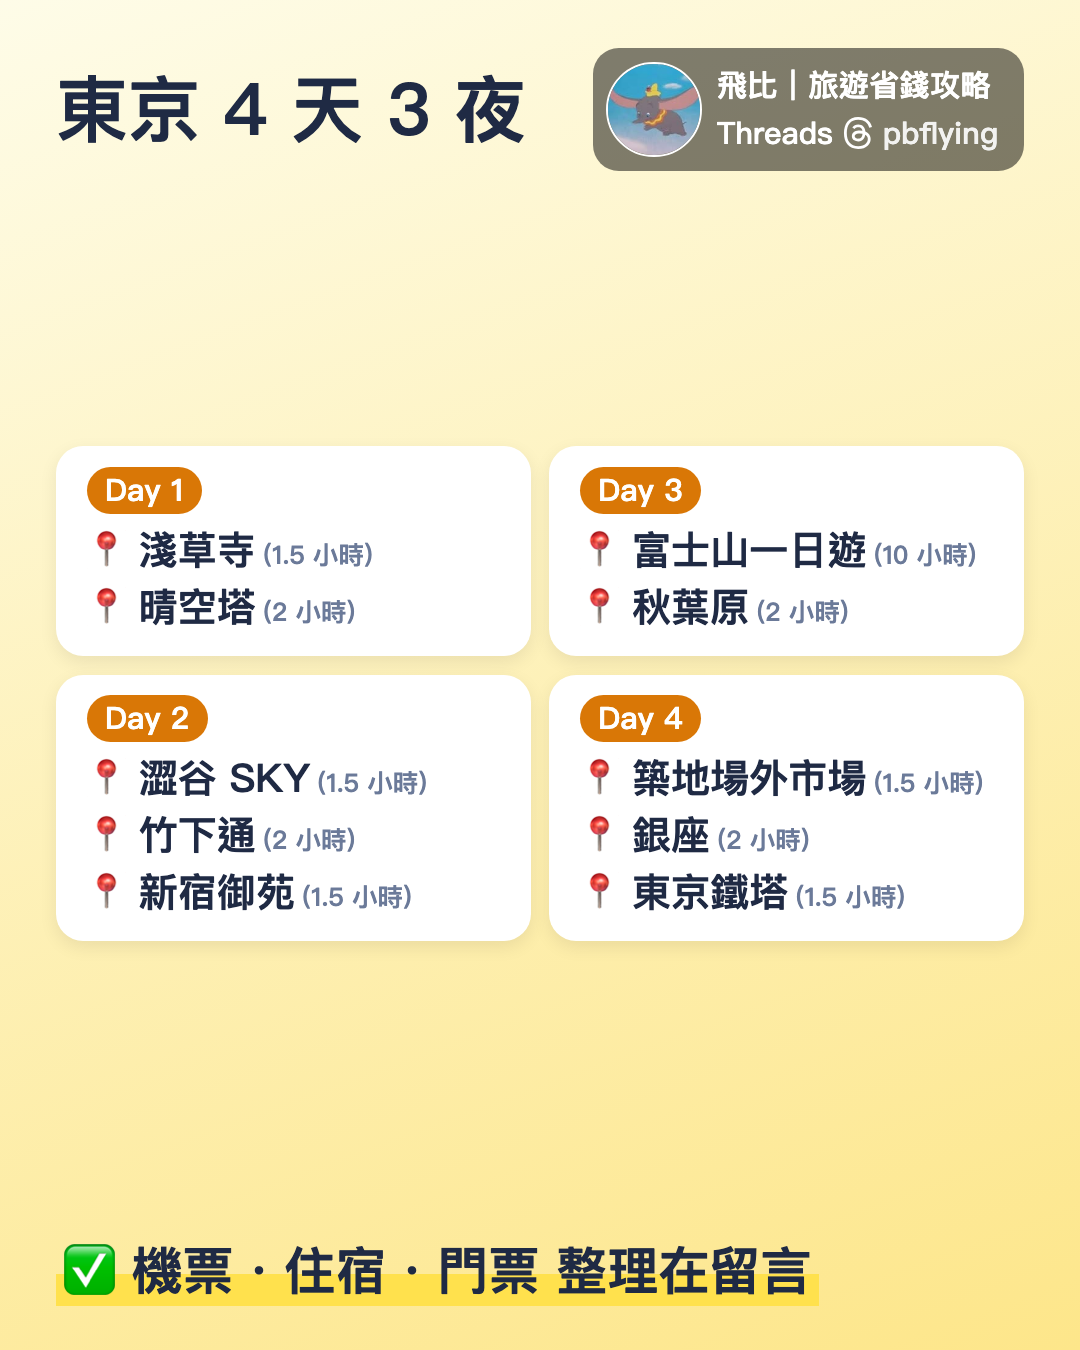 東京 4 天 3 夜
飛比｜旅遊省錢攻略
Threads pbflying
Day 1
淺草寺 (1.5 小時)
晴空塔 (2 小時)
Day 2
澀谷 SKY (1.5 小時)
竹下通 (2 小時)
新宿御苑 (1.5 小時)
Day 3
富士山一日遊 (10 小時)
秋葉原 (2 小時)
Day 4
築地場外市場 (1.5 小時)
銀座 (2 小時)
東京鐵塔 (1.5 小時)
✅ 機票 · 住宿 · 門票 整理在留言